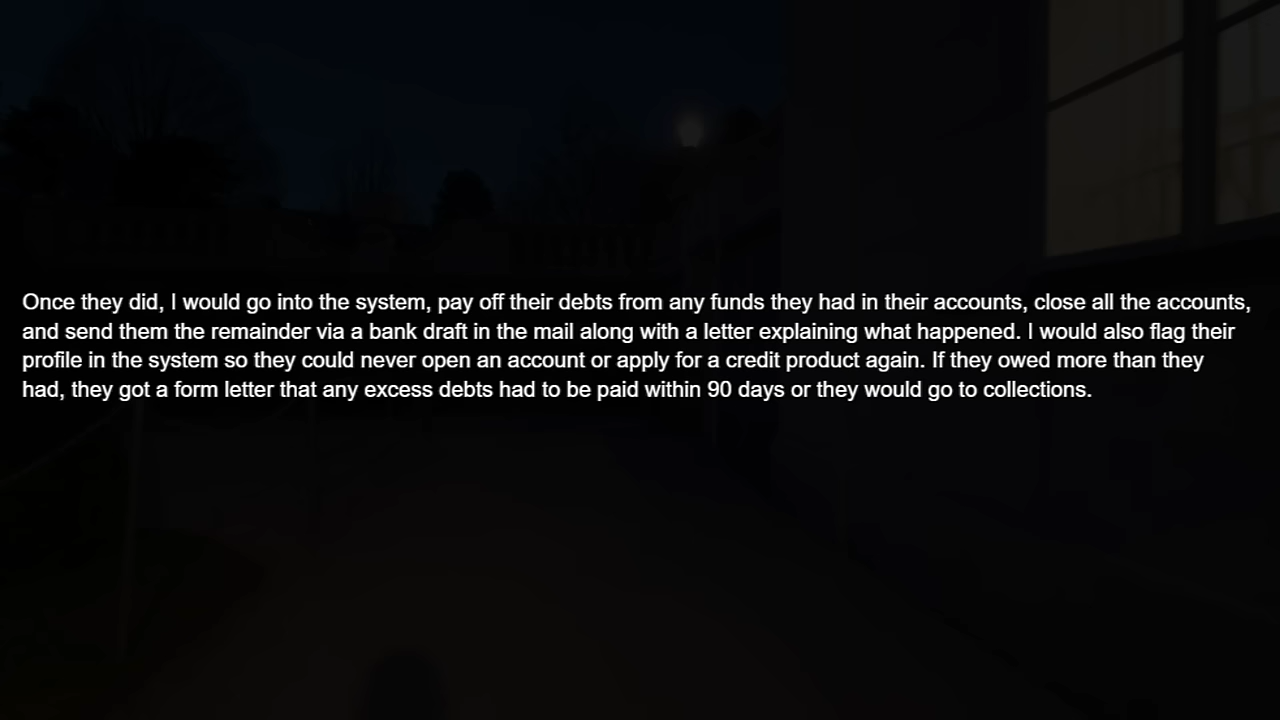 Once they did, I would go into the system, pay off their debts from any funds they had in their accounts, close all the accounts,
and send them the remainder via a bank draft in the mail along with a letter explaining what happened. I would also flag their
profile in the system so they could never open an account or apply for a credit product again. If they owed more than they
had, they got a form letter that any excess debts had to be paid within 90 days or they would go to collections.